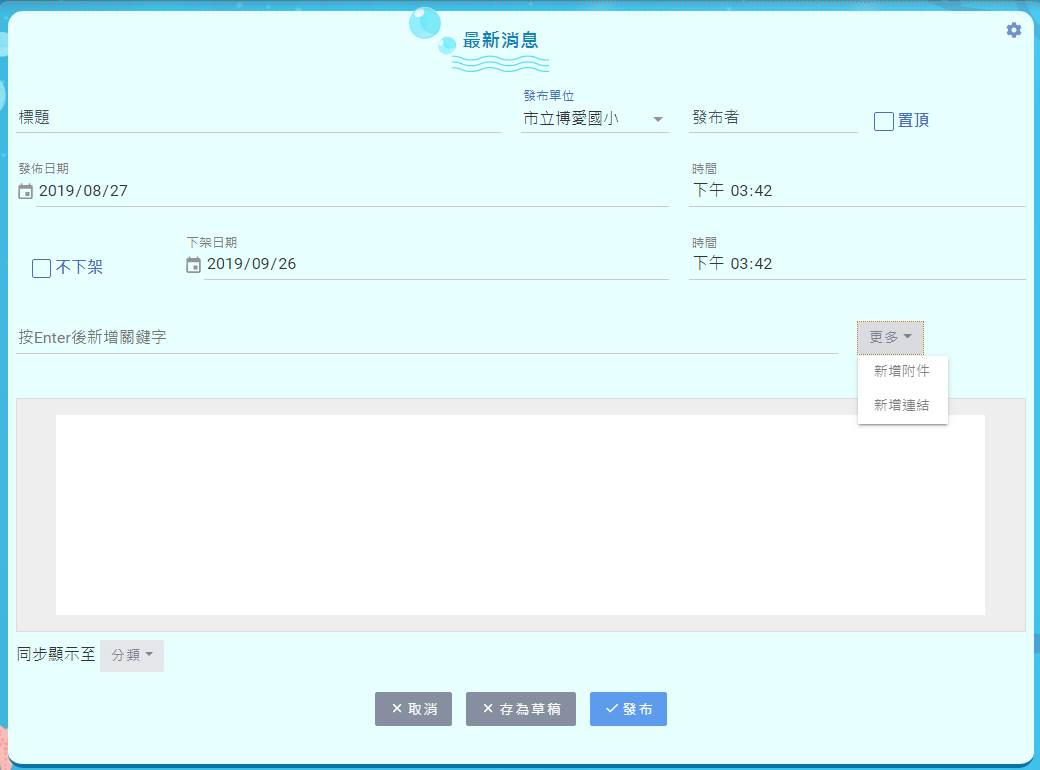 最新消息
發布單位
標題
市立博愛國小
發布者
置頂
發佈日期
時間
2019/08/27
下午 03:42
下架日期
時間
不下架
2019/09/26
下午 03:42
按Enter後新增關鍵字
更多
新增附件
新增連結
同步顯示至 分類
取消
存為草稿
發布